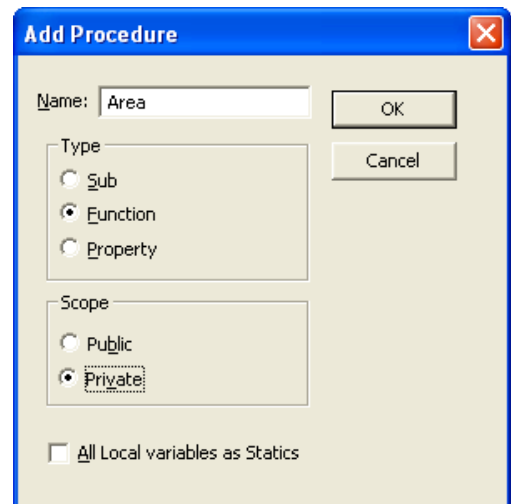 Add Procedure
Name: Area
OK
Cancel
Type
Sub
Function
Property
Scope
Public
Private
All Local variables as Statics